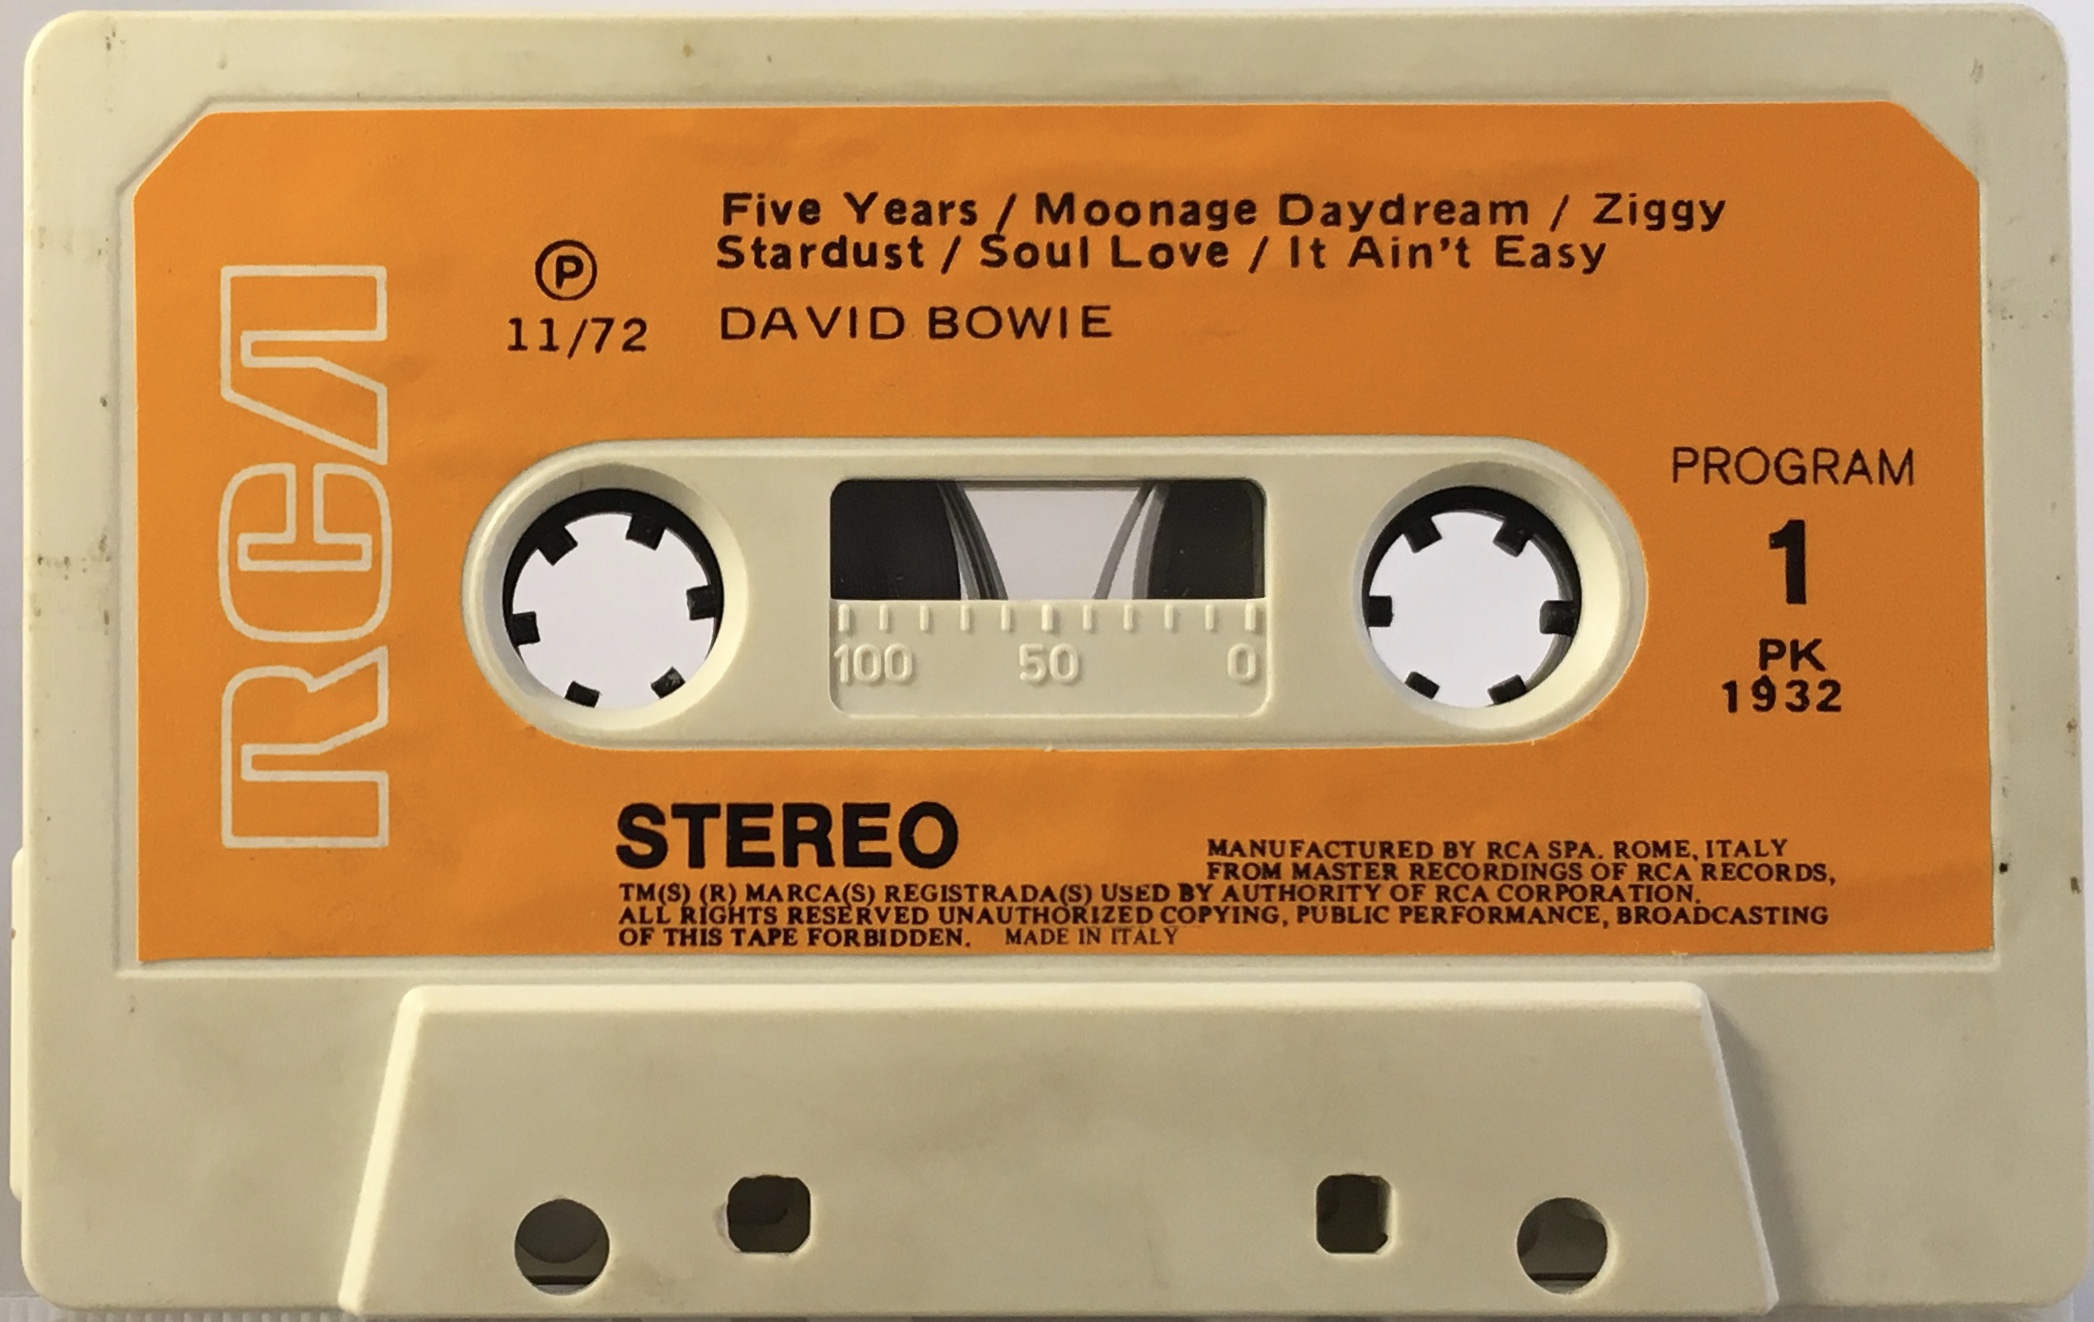 RCA
Five Years / Moonage Daydream / Ziggy
Stardust / Soul Love / It Ain't Easy
Ⓟ
11/72
DAVID BOWIE
PROGRAM
1
PK
1932
100 50 0
STEREO
MANUFACTURED BY RCA SPA. ROME, ITALY
FROM MASTER RECORDINGS OF RCA RECORDS,
TM(S) (R) MARCA(S) REGISTRADA(S) USED BY AUTHORITY OF RCA CORPORATION.
ALL RIGHTS RESERVED UNAUTHORIZED COPYING, PUBLIC PERFORMANCE, BROADCASTING
OF THIS TAPE FORBIDDEN. MADE IN ITALY